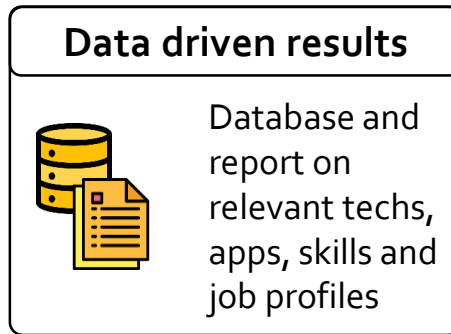 Data driven results
Database and
report on
relevant techs,
apps, skills and
job profiles